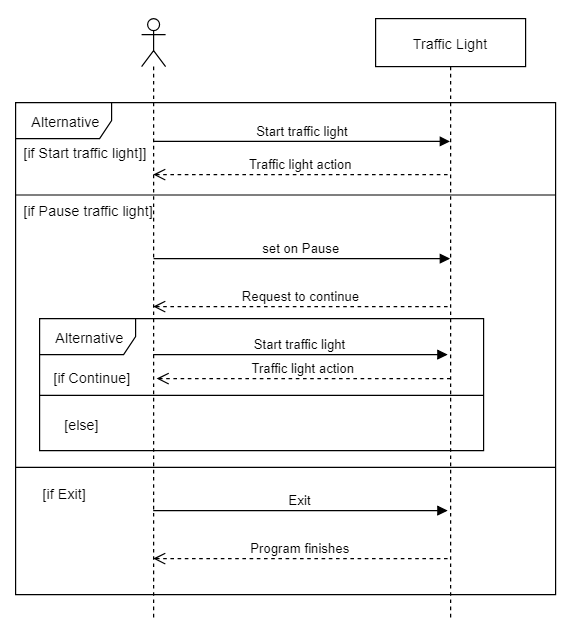 Traffic Light
Alternative
Start traffic light
[if Start traffic light]]
Traffic light action
[if Pause traffic light]
set on Pause
Request to continue
Alternative
Start traffic light
Traffic light action
[if Continue]
[else]
[if Exit]
Exit
Program finishes